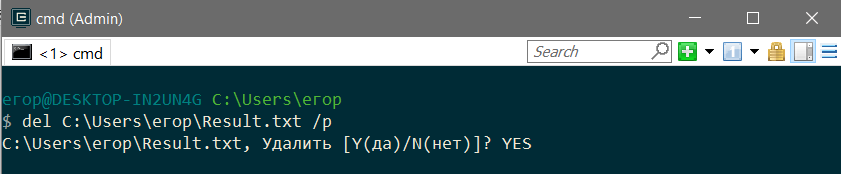 cmd (Admin)
<1> cmd
Search
егор@DESKTOP-IN2UN4G C:\Users\егор
$ del C:\Users\егор\Result.txt /p
C:\Users\егор\Result.txt, Удалить [Y(да)/N(нет)]? YES